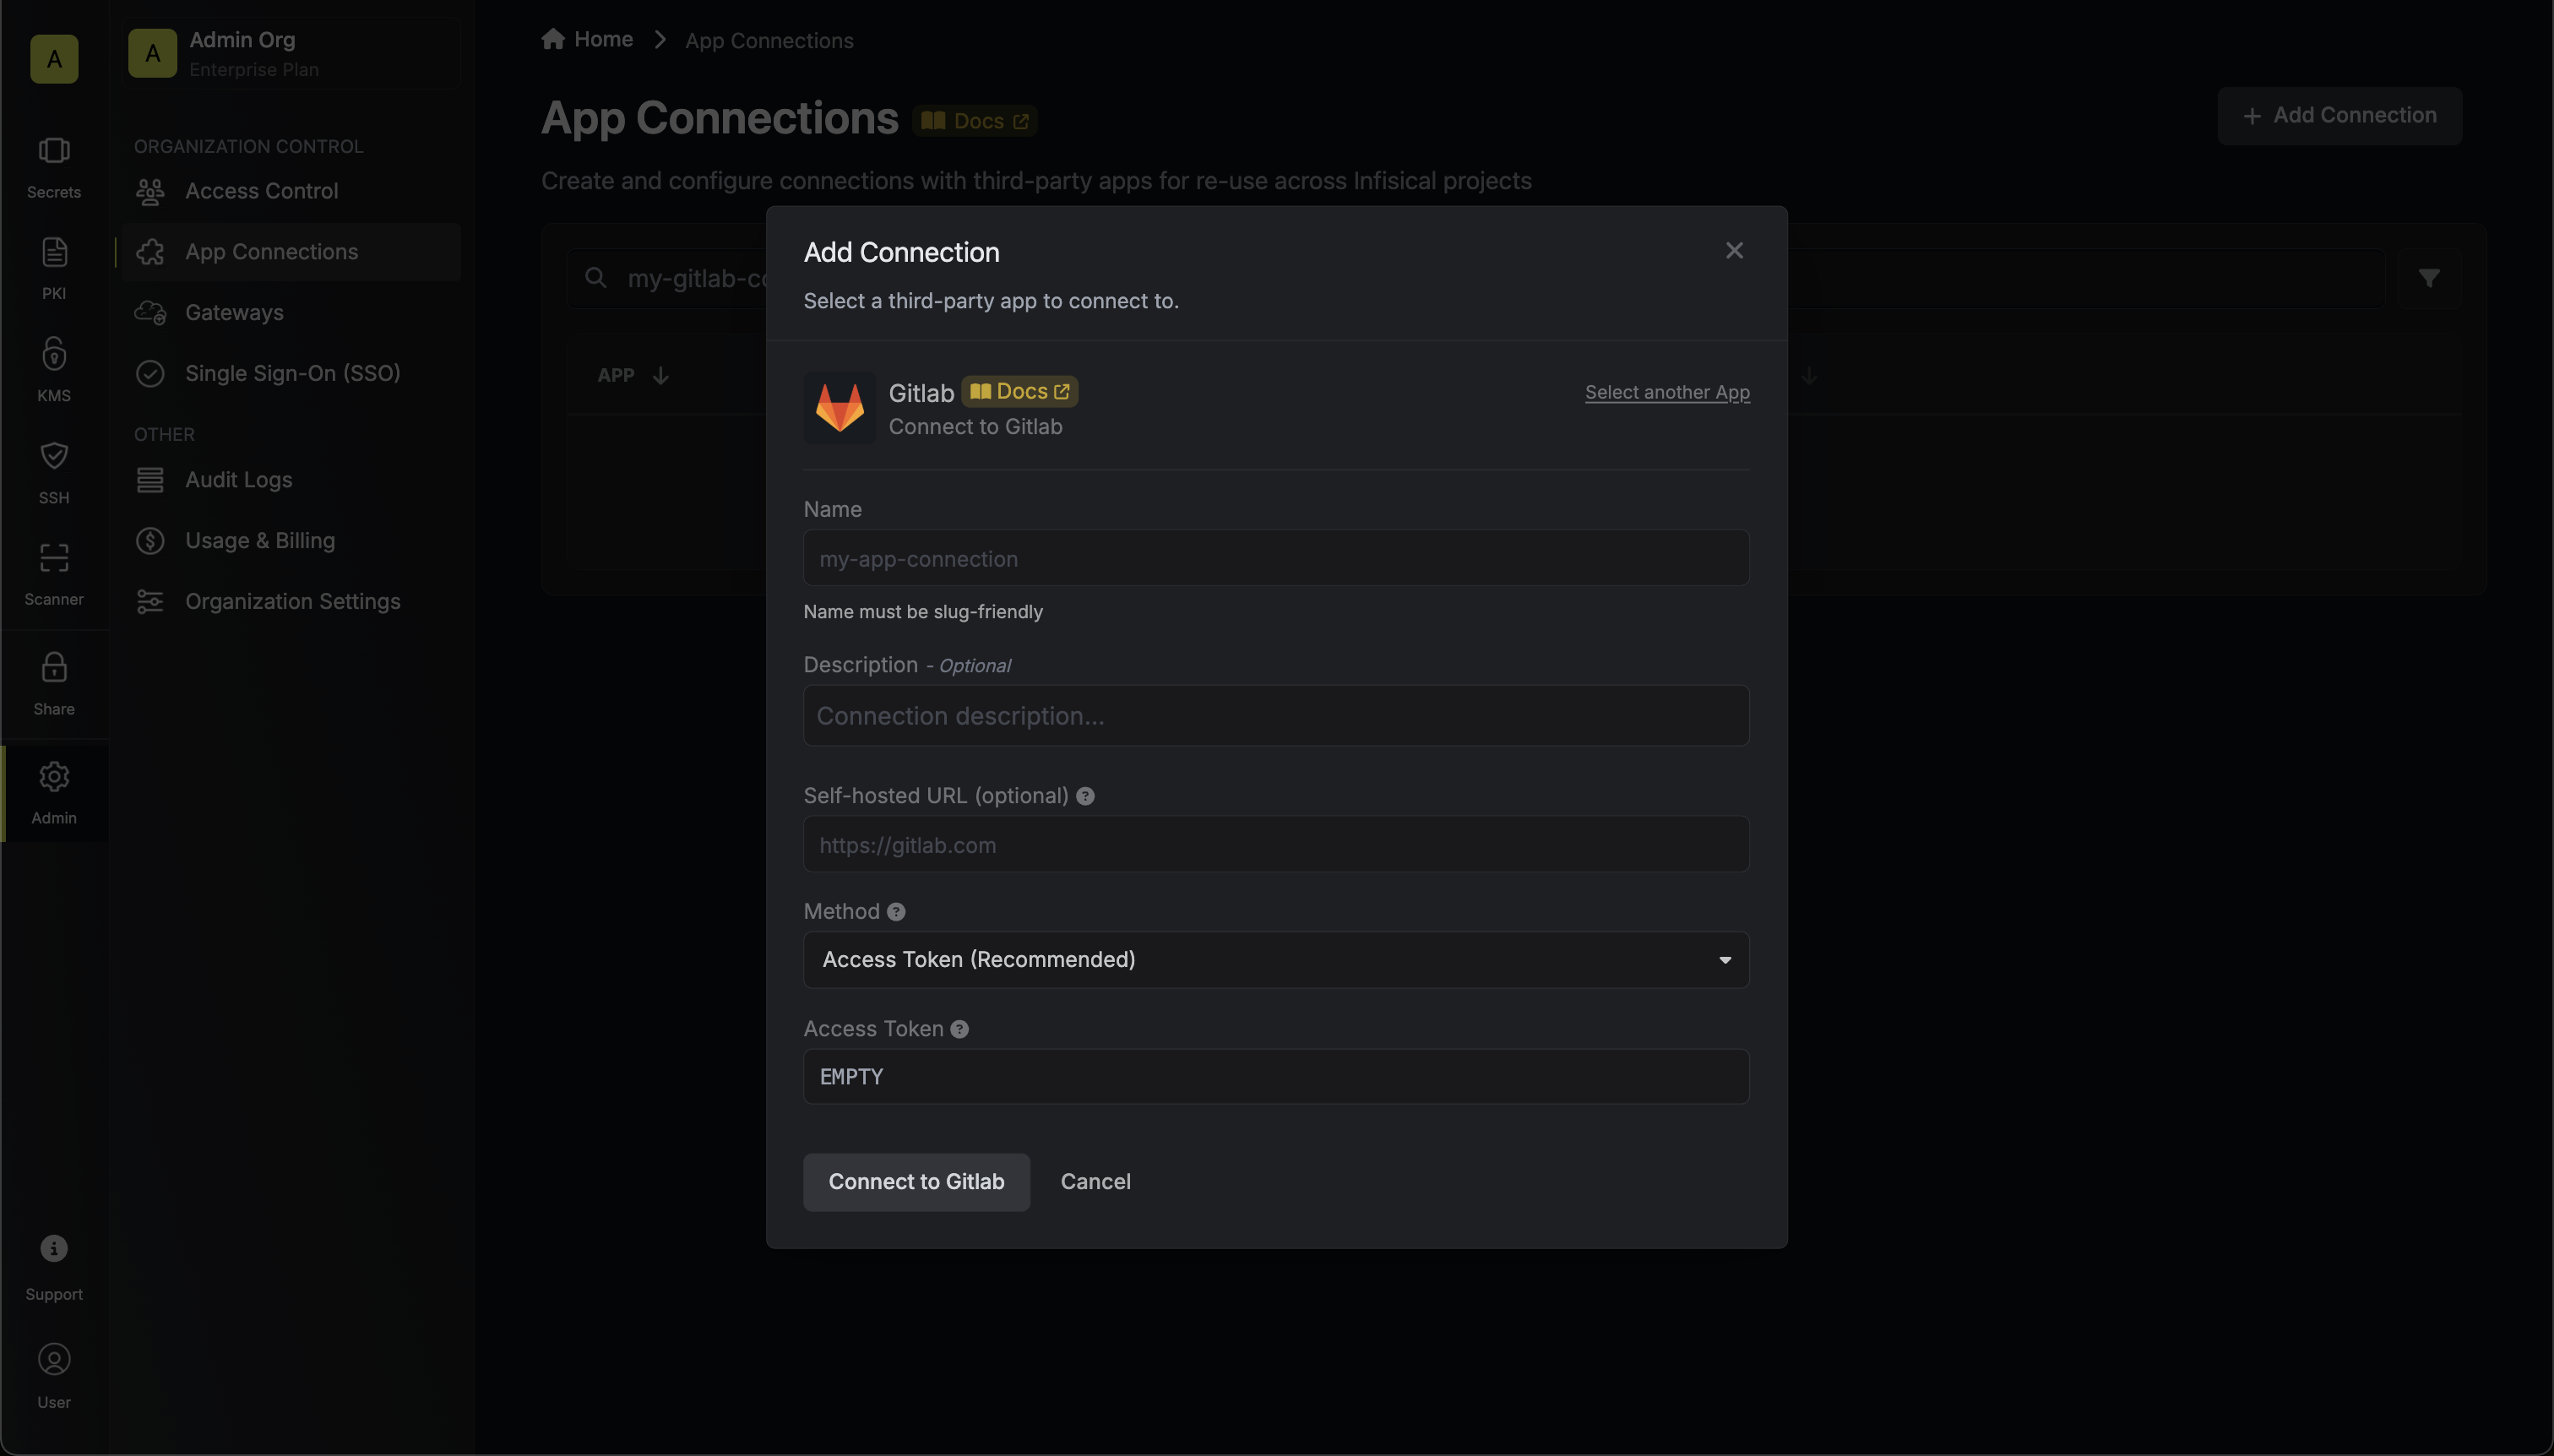 A
Secrets
PKI
KMS
SSH
Scanner
Share
Admin
Support
User
A
Admin Org
Enterprise Plan
ORGANIZATION CONTROL
Access Control
App Connections
Gateways
Single Sign-On (SSO)
OTHER
Audit Logs
Usage & Billing
Organization Settings
Home
App Connections
App Connections
Docs
Add Connection
Create and configure connections with third-party apps for re-use across Infisical projects
my-gitlab-co
APP
Add Connection
Select a third-party app to connect to.
Gitlab
Docs
Select another App
Connect to Gitlab
Name
my-app-connection
Name must be slug-friendly
Description - Optional
Connection description...
Self-hosted URL (optional)
https://gitlab.com
Method
Access Token (Recommended)
Access Token
EMPTY
Connect to Gitlab
Cancel